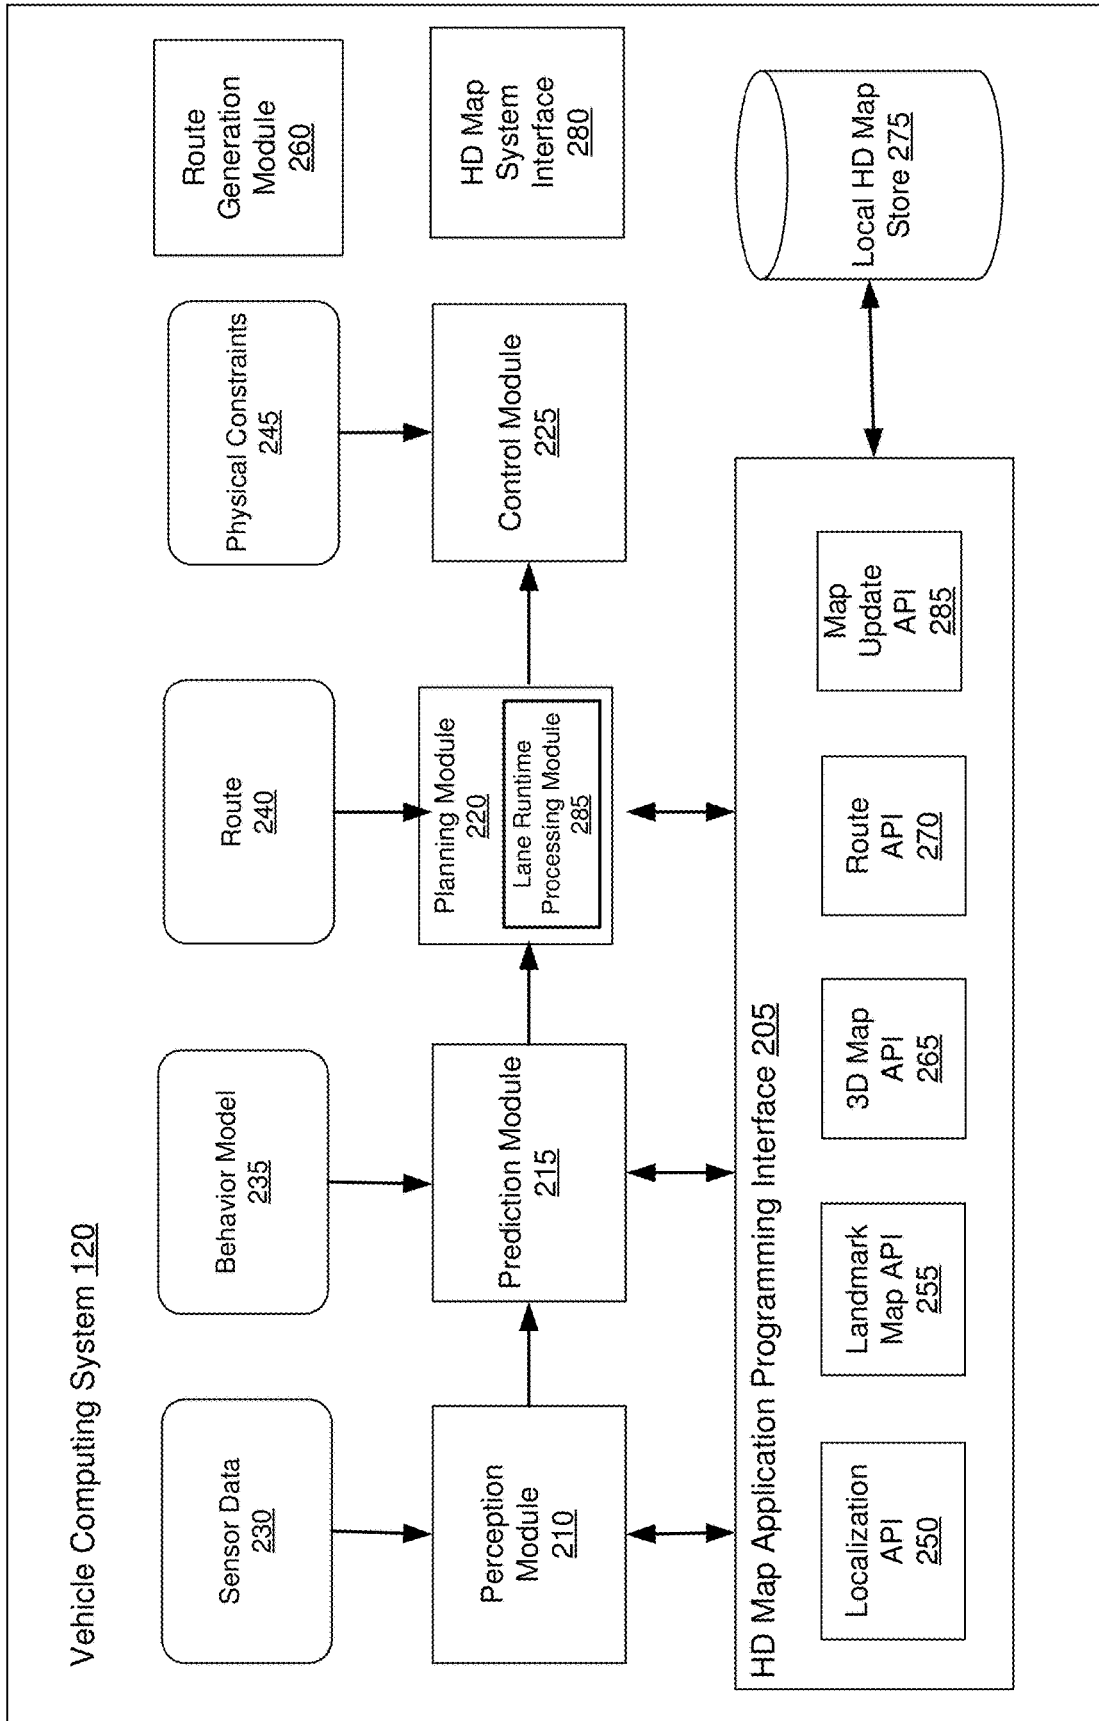 Vehicle Computing System 120
Sensor Data
230
Behavior Model
235
Route
240
Physical Constraints
245
Route
Generation
Module
260
Perception
Module
210
Prediction Module
215
Planning Module
220
Lane Runtime
Processing Module
285
Control Module
225
HD Map
System
Interface
280
HD Map Application Programming Interface 205
Localization
API
250
Landmark
Map API
255
3D Map
API
265
Route
API
270
Map
Update
API
285
Local HD Map
Store 275